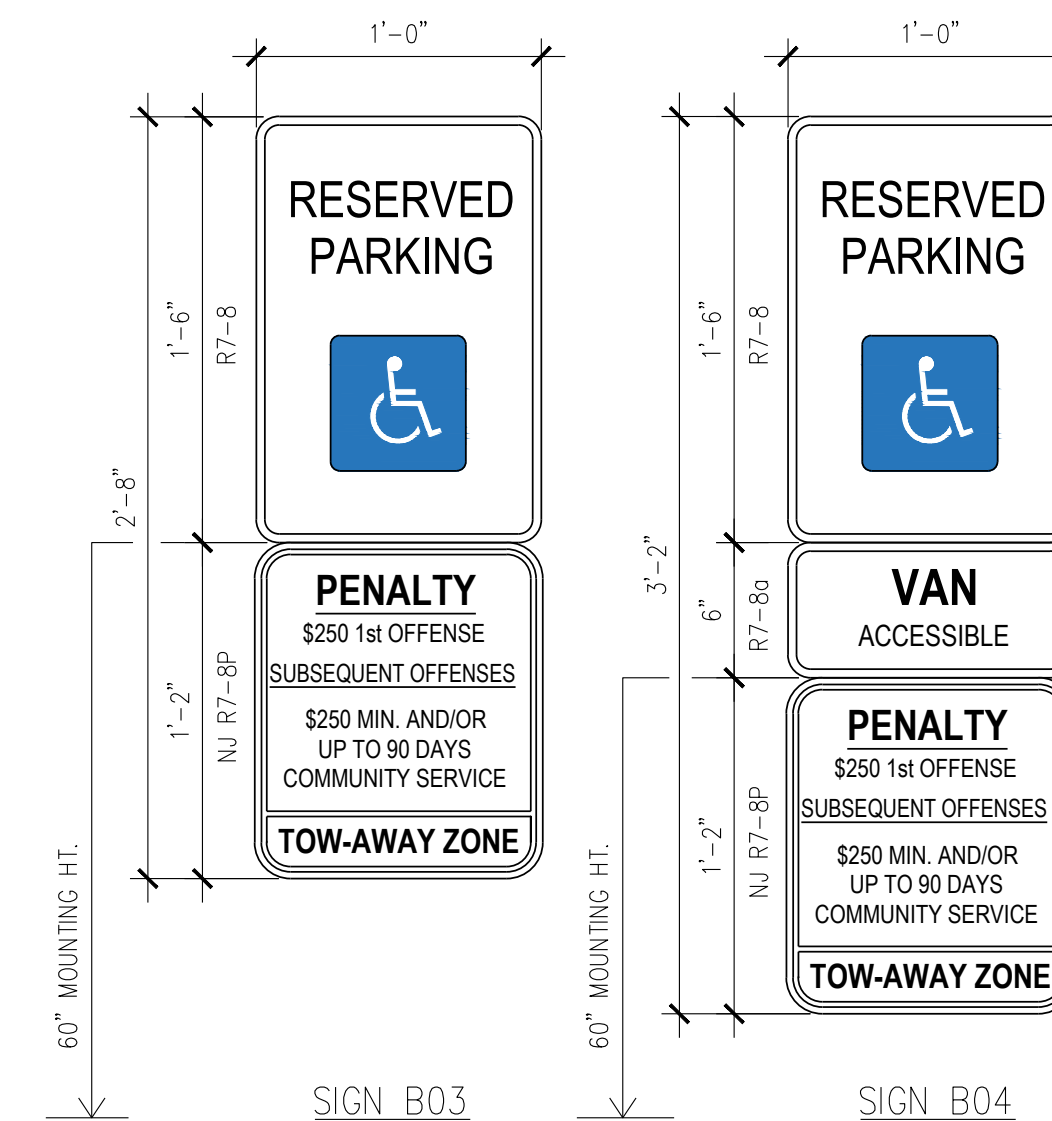 1'-0"
RESERVED
PARKING
1'-6"
R7-8
2'-8"
PENALTY
$250 1st OFFENSE
SUBSEQUENT OFFENSES
$250 MIN. AND/OR
UP TO 90 DAYS
COMMUNITY SERVICE
TOW-AWAY ZONE
1'-2"
NJ R7-8P
60" MOUNTING HT.
SIGN B03
1'-0"
RESERVED
PARKING
1'-6"
R7-8
3'-2"
VAN
ACCESSIBLE
6"
R7-8a
PENALTY
$250 1st OFFENSE
SUBSEQUENT OFFENSES
$250 MIN. AND/OR
UP TO 90 DAYS
COMMUNITY SERVICE
TOW-AWAY ZONE
1'-2"
NJ R7-8P
60" MOUNTING HT.
SIGN B04